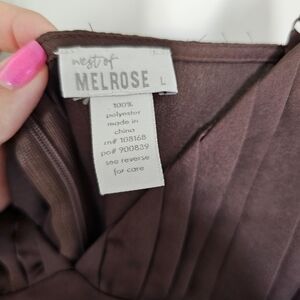 west of
MELROSE L
100%
polyester
made in
china
rn# 108168
po# 900839
see reverse
for care